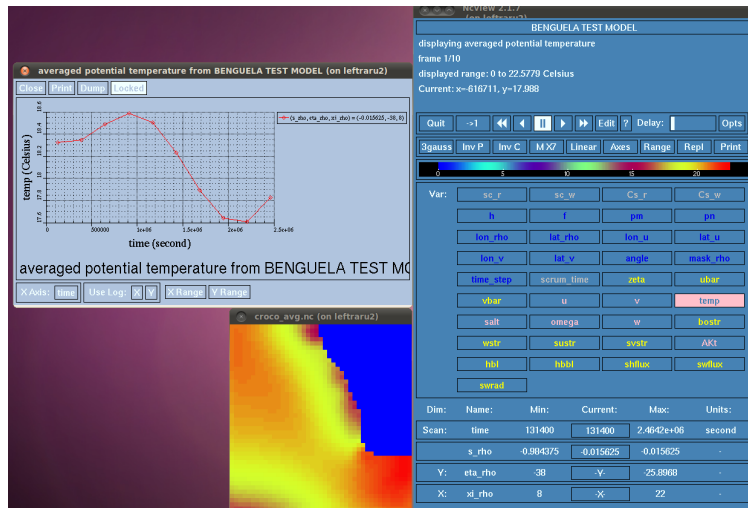 Ncview 2.1.7
(on leftraru2)
BENGUELA TEST MODEL
displaying averaged potential temperature
frame 1/10
displayed range: 0 to 22.5779 Celsius
Current: x=-616711, y=17.988
Quit ->1 Edit ? Delay: Opts
3gauss Inv P Inv C M X7 Linear Axes Range Repl Print
0 5 10 15 20
Var: sc_r sc_w Cs_r Cs_w
h f pm pn
lon_rho lat_rho lon_u lat_u
lon_v lat_v angle mask_rho
time_step scrum_time zeta ubar
vbar u v temp
salt omega w bostr
wstr sustr svstr AKt
hbl hbbl shflux swflux
swrad
Dim: Name: Min: Current: Max: Units:
Scan: time 131400 131400 2.4642e+06 second
s_rho -0.984375 -0.015625 -0.015625 -
Y: eta_rho -38 -Y- -25.8968 -
X: xi_rho 8 -X- 22 -
averaged potential temperature from BENGUELA TEST MODEL (on leftraru2)
Close Print Dump Locked
(s_rho, eta_rho, xi_rho) = (-0.015625, -38, 8)
temp (Celsius)
18.6
18.4
18.2
18
17.8
17.6
0 500000 1e+06 1.5e+06 2e+06 2.5e+06
time (second)
averaged potential temperature from BENGUELA TEST MO
X Axis: time Use Log: X Y X Range Y Range
croco_avg.nc (on leftraru2)